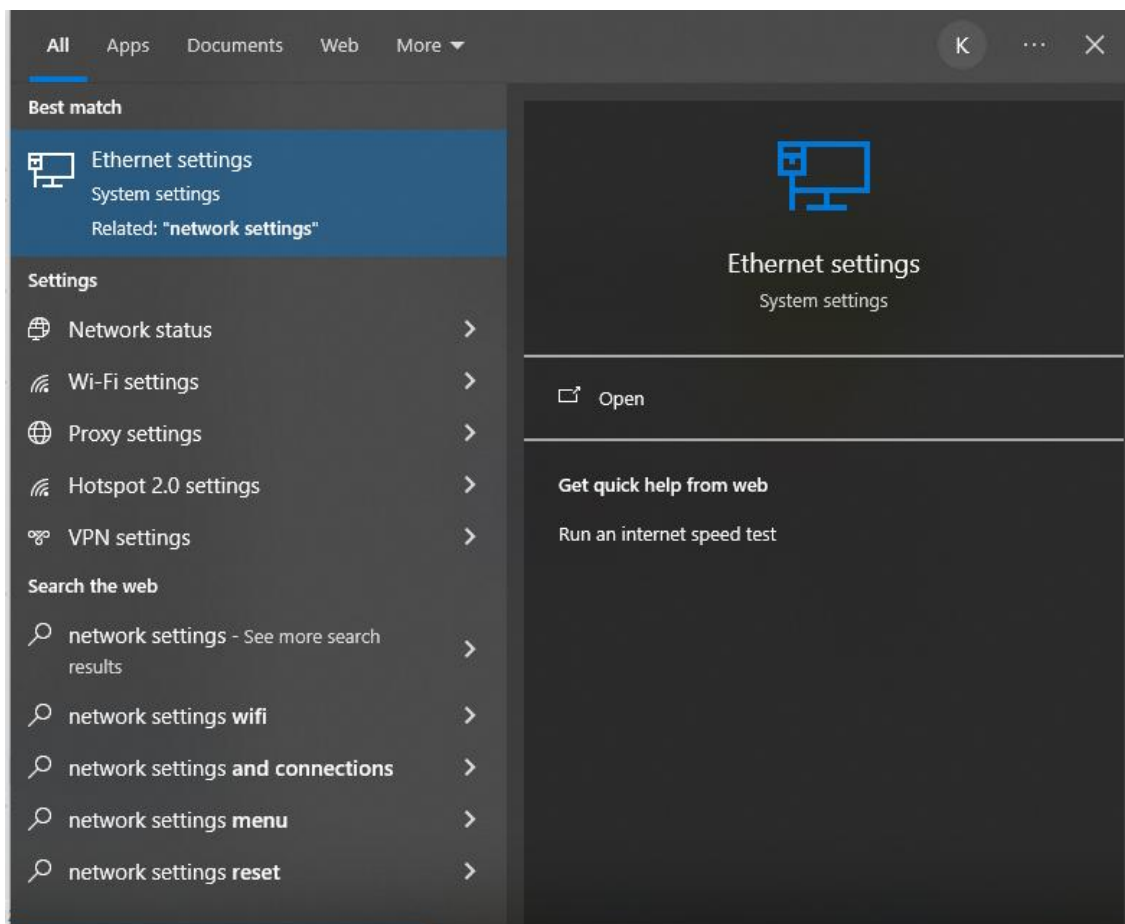 All Apps Documents Web More K ...
Best match
Ethernet settings
System settings
Related: "network settings"
Settings
Network status
Wi-Fi settings
Proxy settings
Hotspot 2.0 settings
VPN settings
Search the web
network settings - See more search
results
network settings wifi
network settings and connections
network settings menu
network settings reset
Ethernet settings
System settings
Open
Get quick help from web
Run an internet speed test